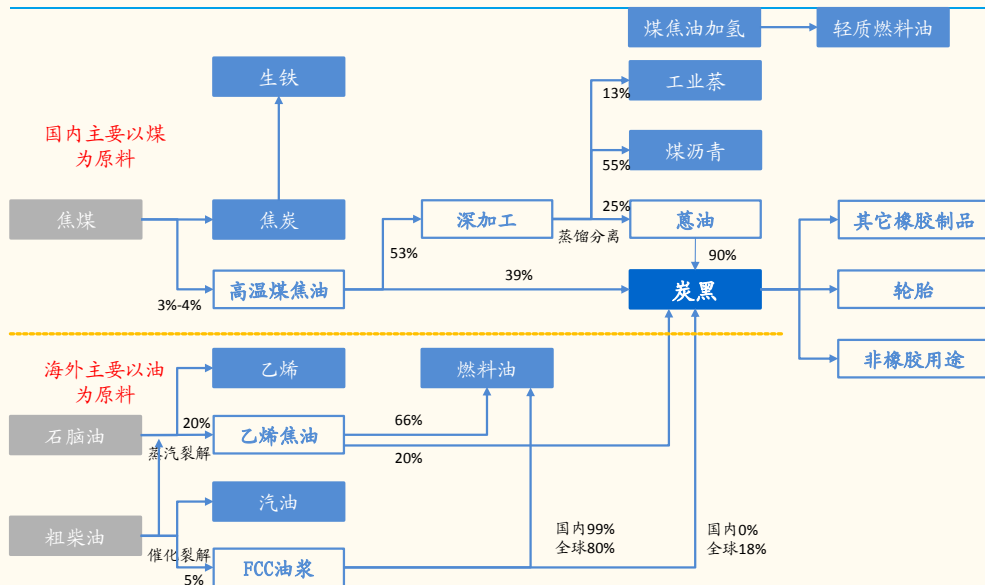 煤焦油加氢
轻质燃料油
生铁
工业萘
13%
国内主要以煤
为原料
煤沥青
55%
焦煤
焦炭
深加工
25%
蒽油
其它橡胶制品
蒸馏分离
53%
90%
3%-4%
高温煤焦油
39%
炭黑
轮胎
海外主要以油
为原料
乙烯
燃料油
非橡胶用途
石脑油
20%
乙烯焦油
66%
蒸汽裂解
20%
汽油
粗柴油
国内99%
全球80%
国内0%
全球18%
催化裂解
5%
FCC油浆